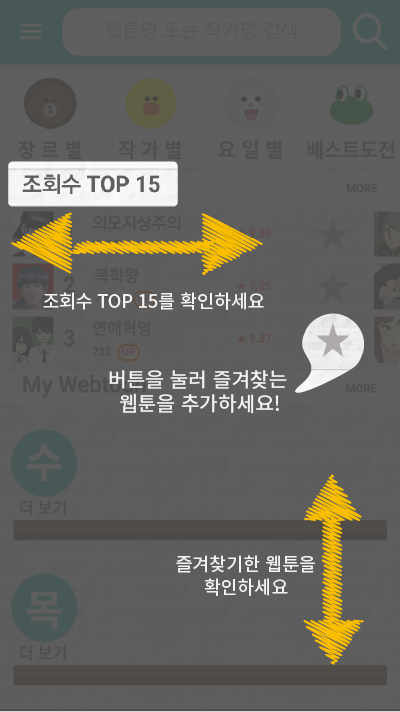 웹툰명 또는 작가명 검색
장르별 작가별 요일별 베스트도전
조회수 TOP 15
MORE
외모지상주의
9.86
2 복학왕
9.25
조회수 TOP 15를 확인하세요
3 연애혁명
232 UP 9.87
버튼을 눌러 즐겨찾는
웹툰을 추가하세요!
My Webtoon
MORE
수
더 보기
즐겨찾기한 웹툰을
확인하세요
목
더 보기